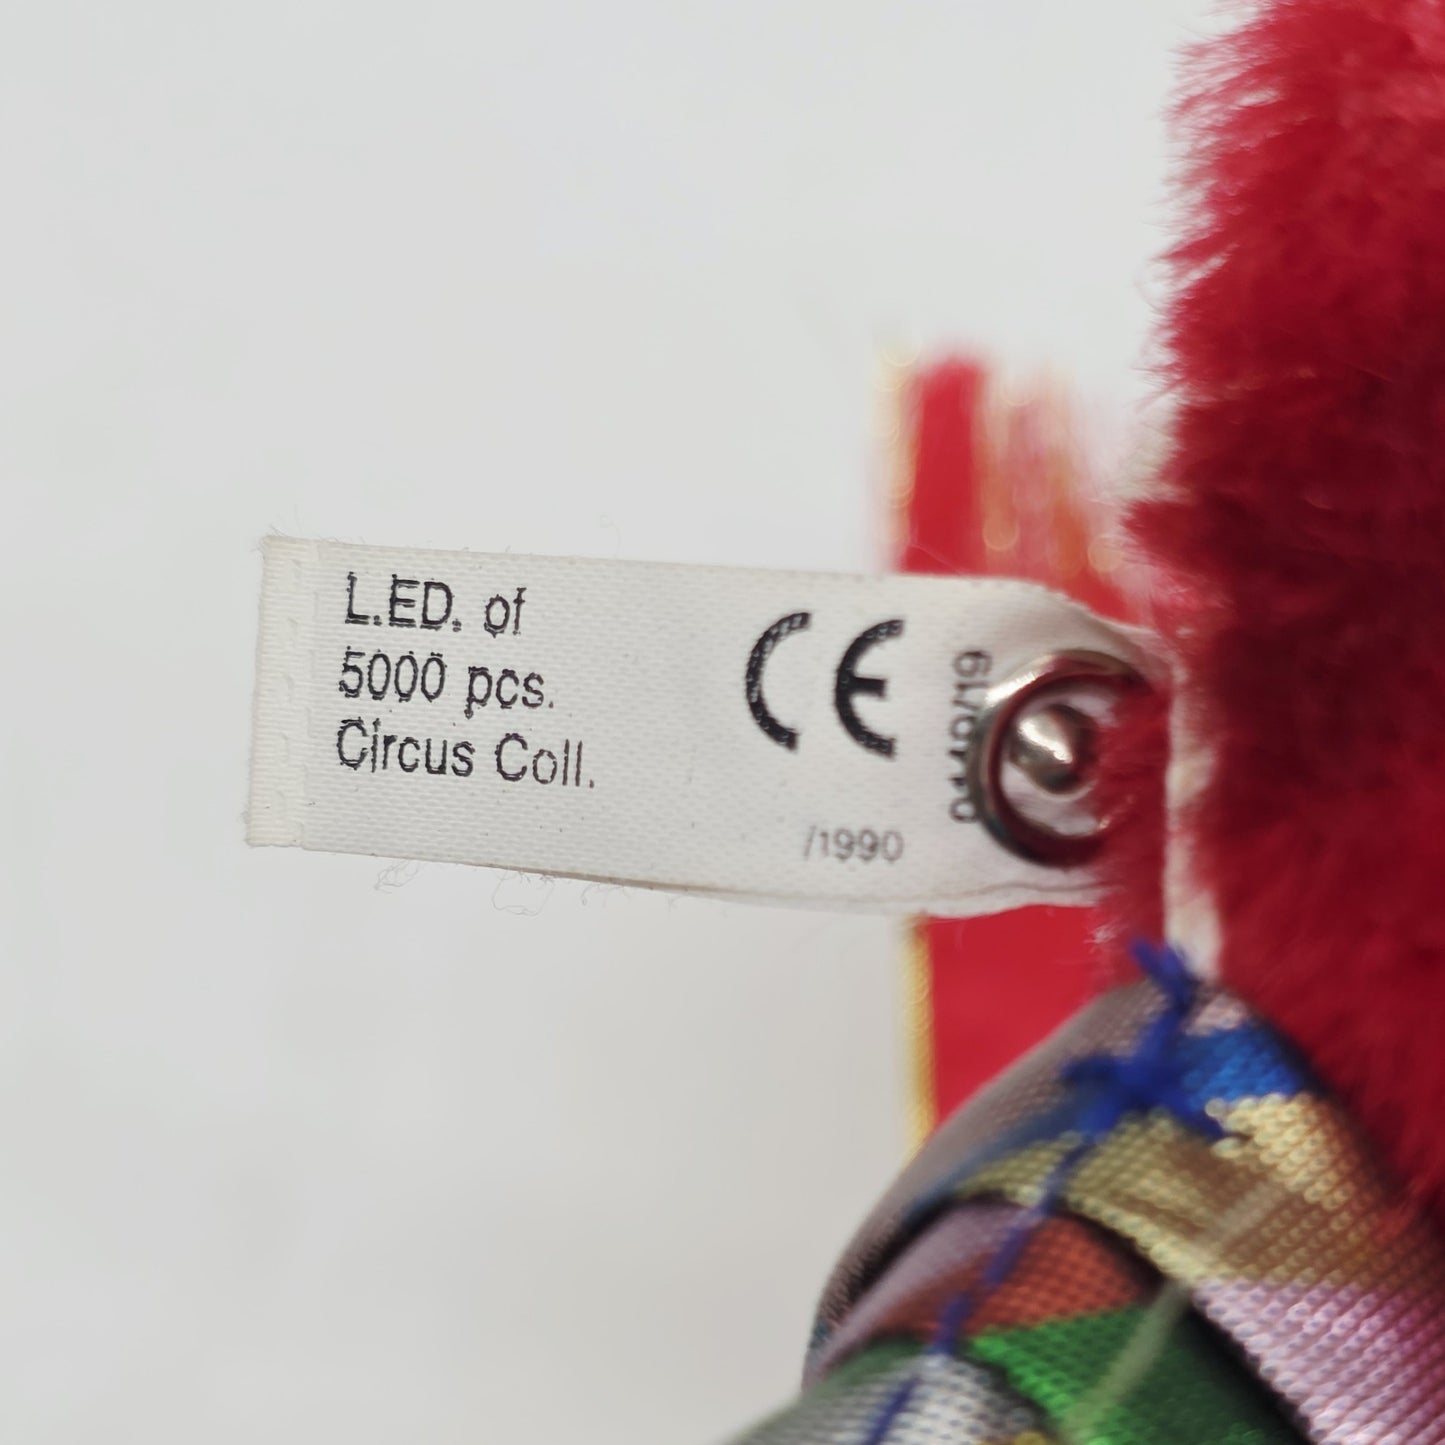 L.ED. of
5000 pcs.
Circus Coll.
CE
/1990